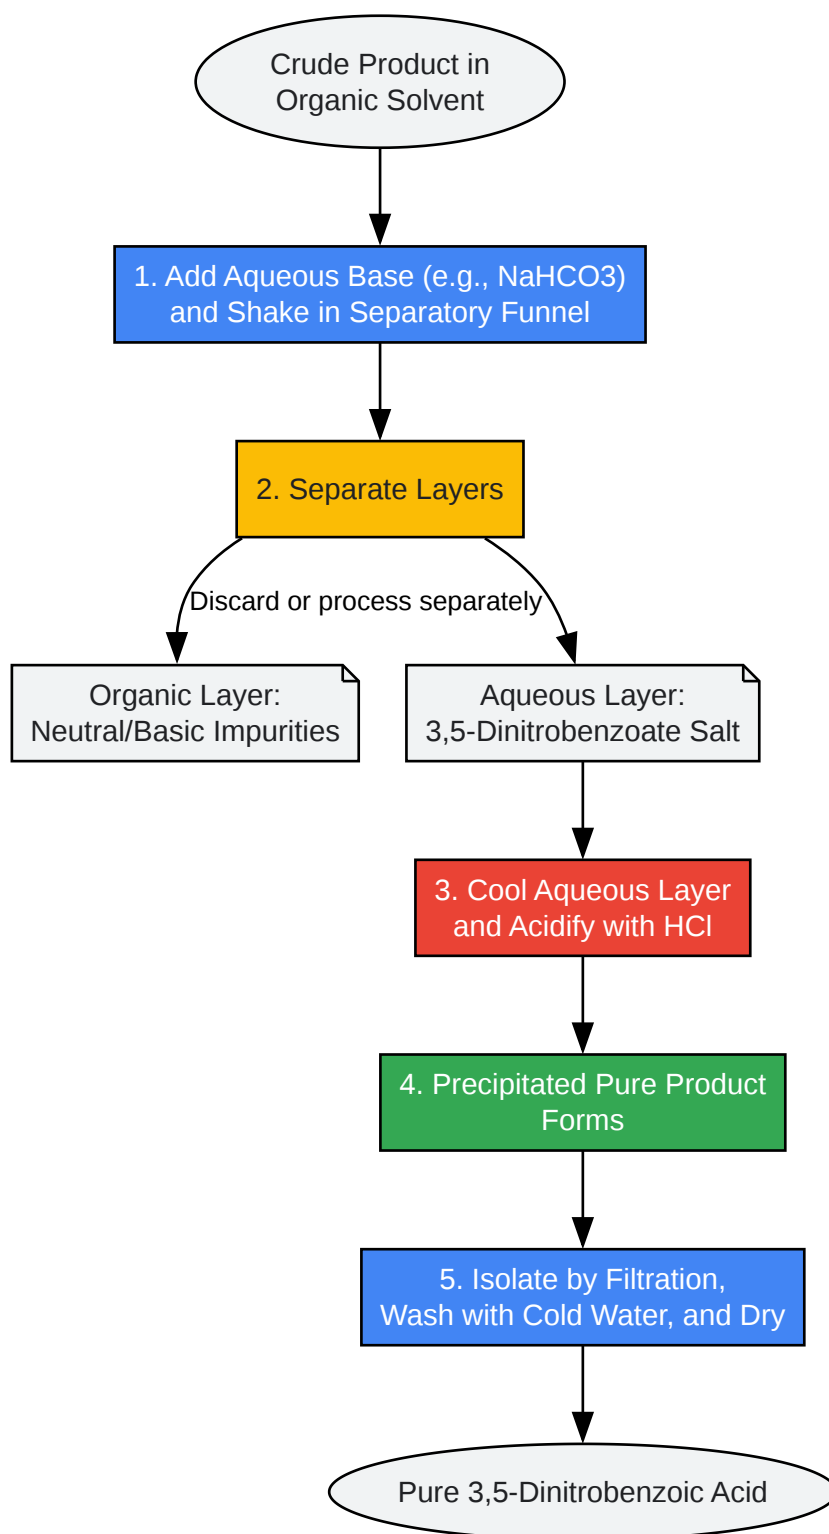 Crude Product in
Organic Solvent
1. Add Aqueous Base (e.g., NaHCO3)
and Shake in Separatory Funnel
2. Separate Layers
Discard or process separately
Organic Layer:
Neutral/Basic Impurities
Aqueous Layer:
3,5-Dinitrobenzoate Salt
3. Cool Aqueous Layer
and Acidify with HCl
4. Precipitated Pure Product
Forms
5. Isolate by Filtration,
Wash with Cold Water, and Dry
Pure 3,5-Dinitrobenzoic Acid